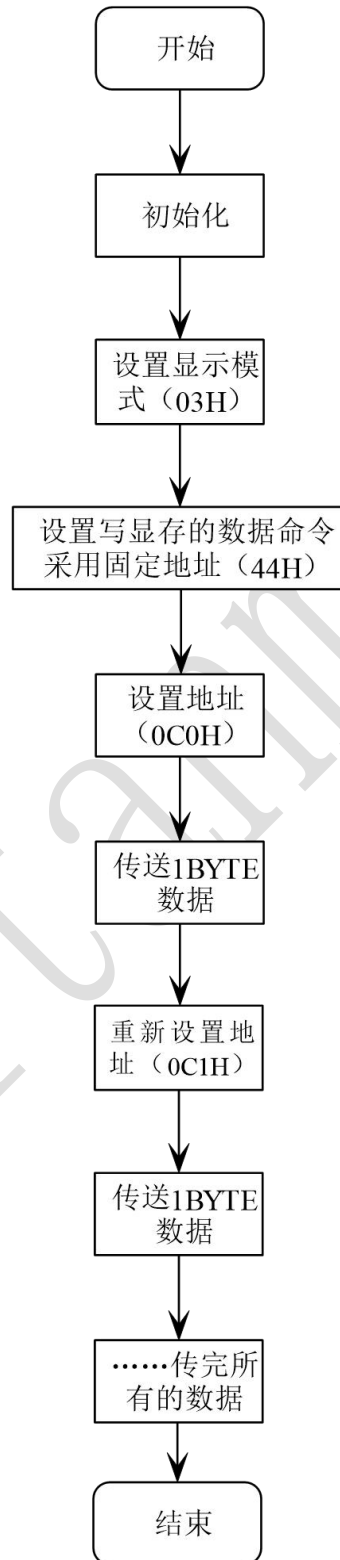 开始
初始化
设置显示模
式（03H）
设置写显存的数据命令
采用固定地址（44H）
设置地址
（0C0H）
传送1BYTE
数据
重新设置地
址（0C1H）
传送1BYTE
数据
……传完所
有的数据
结束